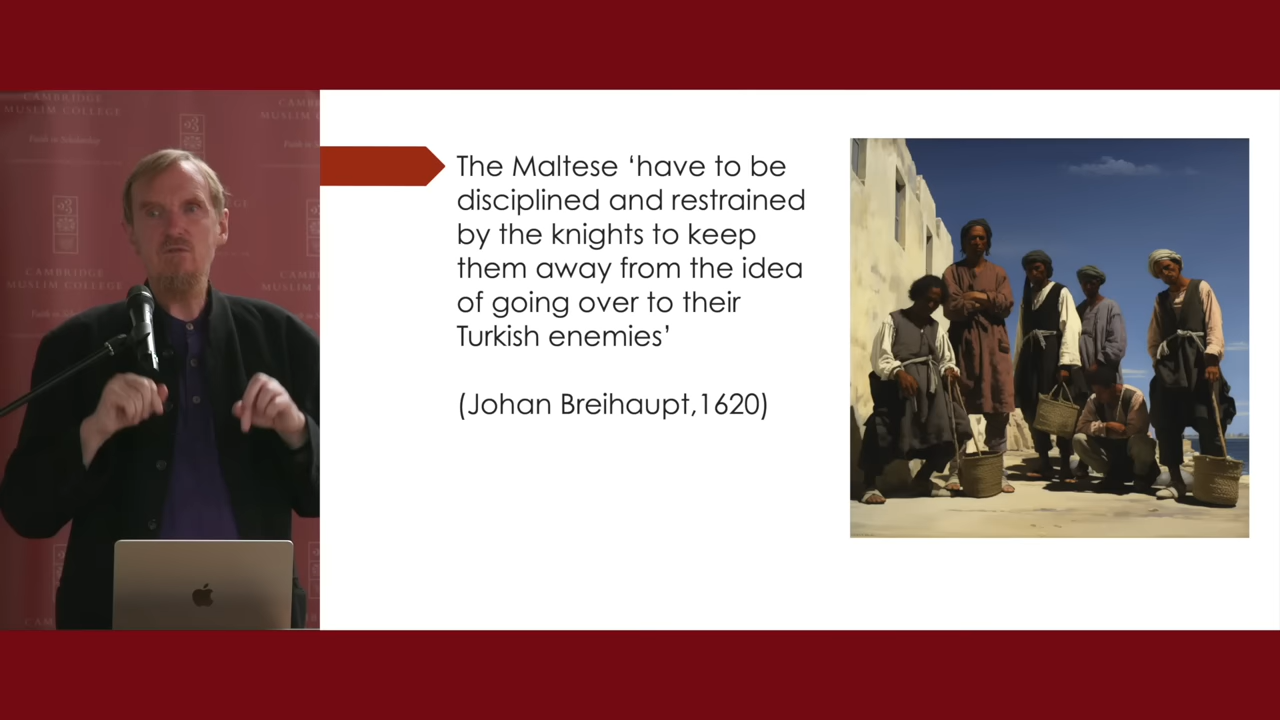 CAMBRIDGE
MUSLIM COLLEGE
Faith in Scholarship
CAMBRIDGE
MUSLIM COLLEGE
The Maltese ‘have to be
disciplined and restrained
by the knights to keep
them away from the idea
of going over to their
Turkish enemies’
(Johan Breihaupt,1620)